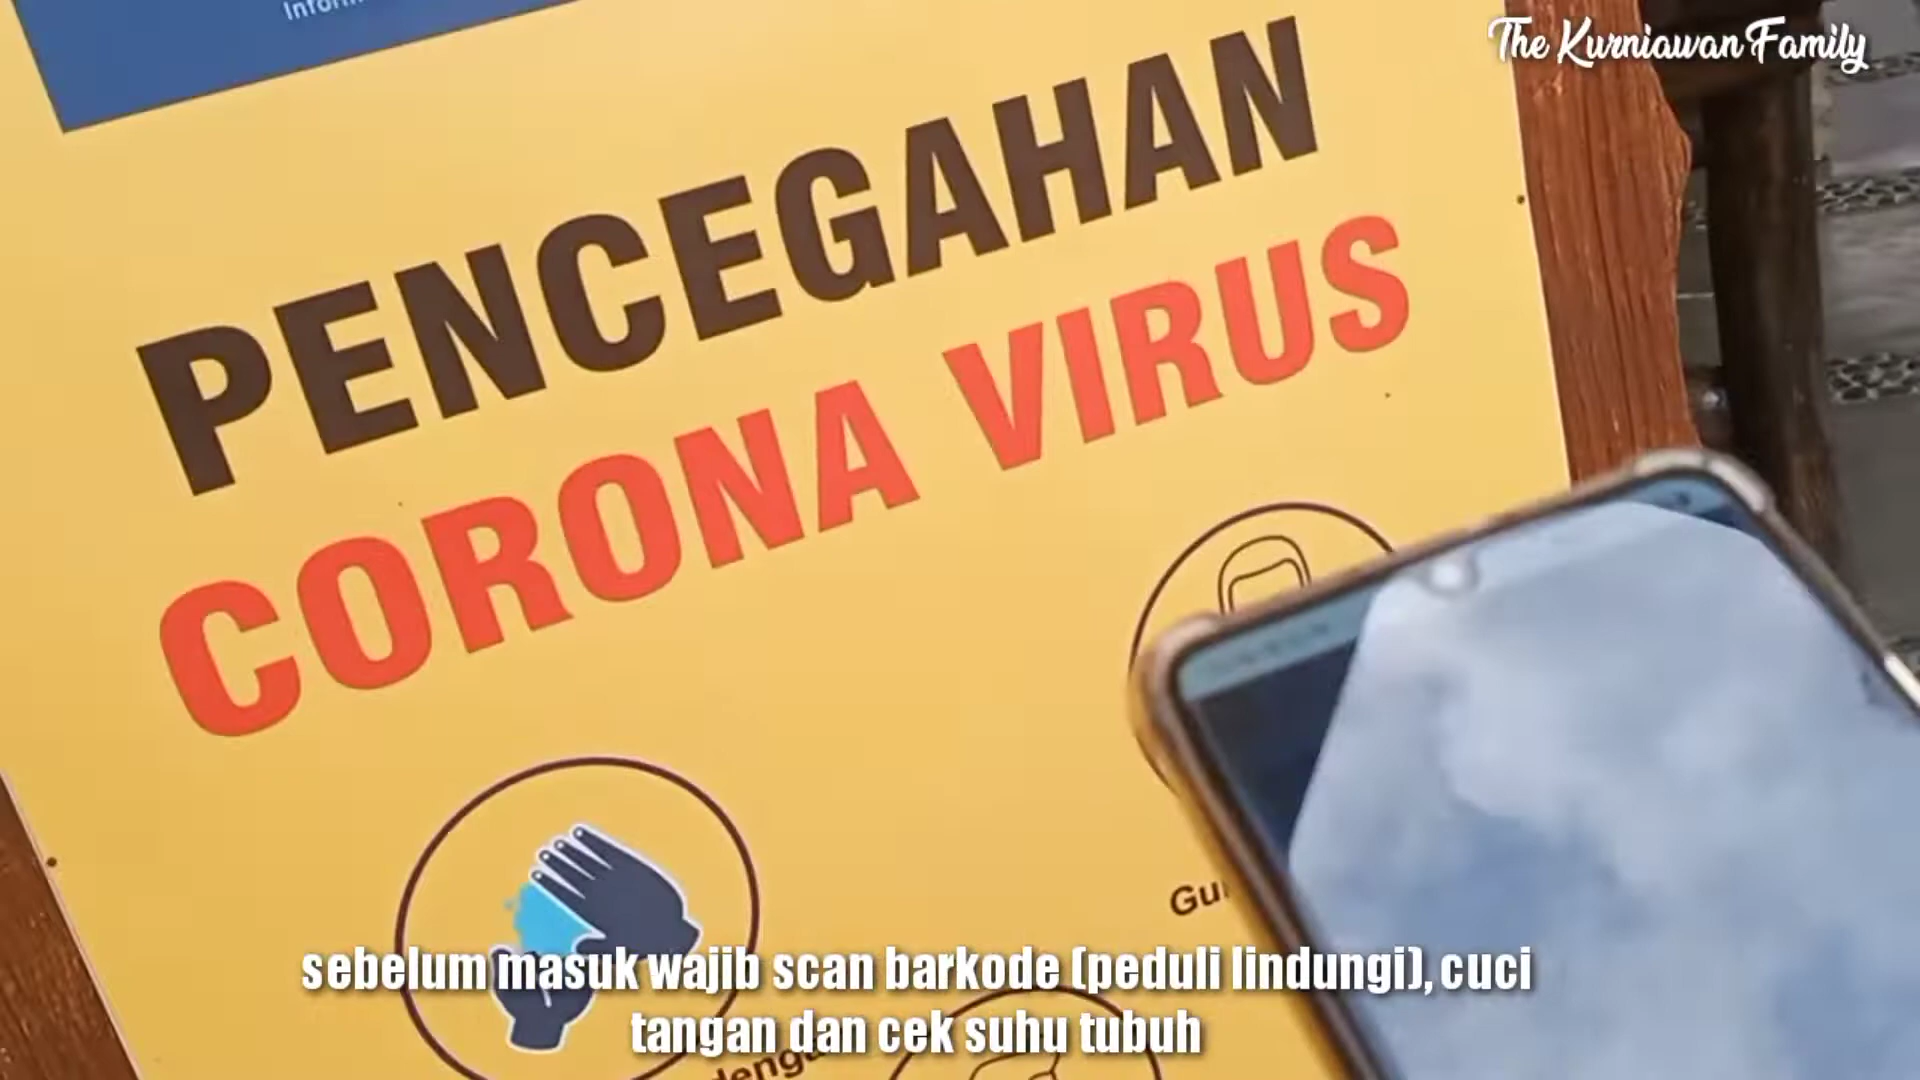 The Kurniawan Family
PENCEGAHAN
CORONA VIRUS
sebelum masuk wajib scan barkode (peduli lindungi), cuci
tangan dan cek suhu tubuh